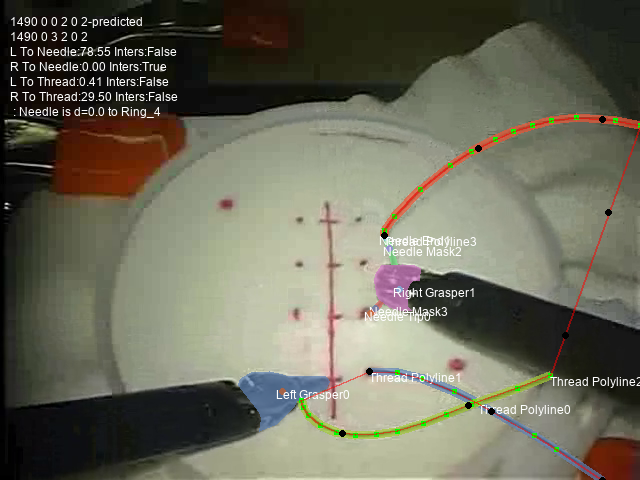 1490 0 0 2 0 2-predicted
1490 0 3 2 0 2
L To Needle:78.55 Inters:False
R To Needle:0.00 Inters:True
L To Thread:0.41 Inters:False
R To Thread:29.50 Inters:False
: Needle is d=0.0 to Ring_4
Thread Polyline3
Needle Mask2
Right Grasper1
Needle Mask3
Needle Tip0
Thread Polyline1
Thread Polyline2
Left Grasper0
Thread Polyline0